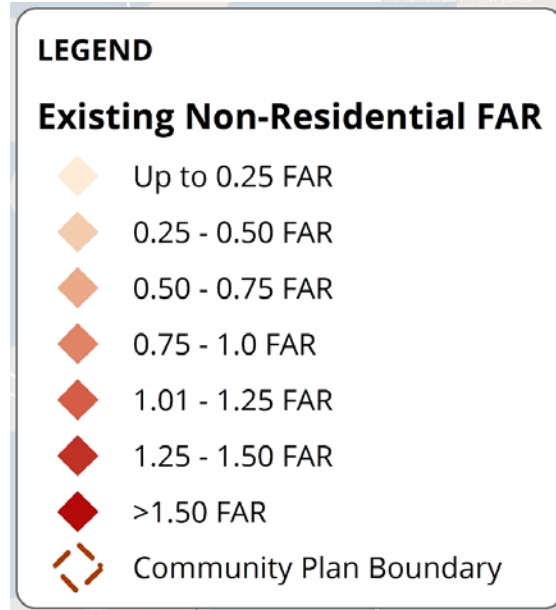 LEGEND
Existing Non-Residential FAR
Up to 0.25 FAR
0.25 - 0.50 FAR
0.50 - 0.75 FAR
0.75 - 1.0 FAR
1.01 - 1.25 FAR
1.25 - 1.50 FAR
>1.50 FAR
Community Plan Boundary